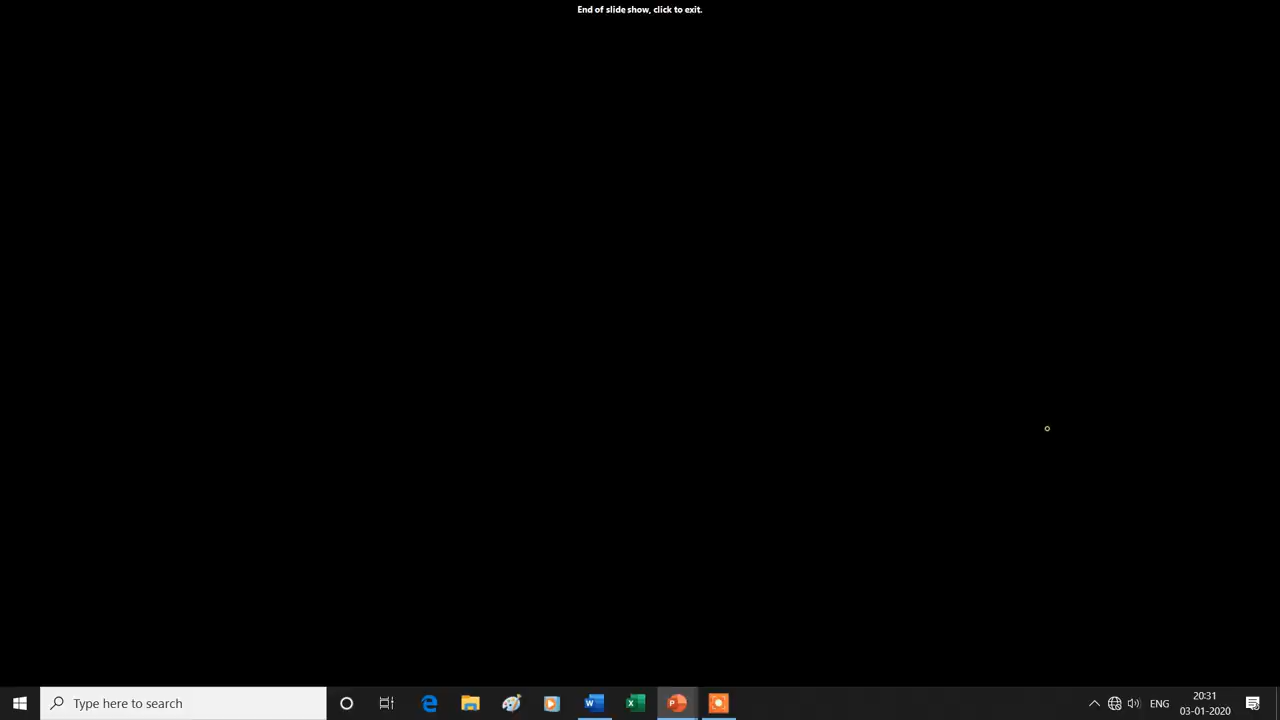 End of slide show, click to exit.
Type here to search
ENG
20:31
03-01-2020